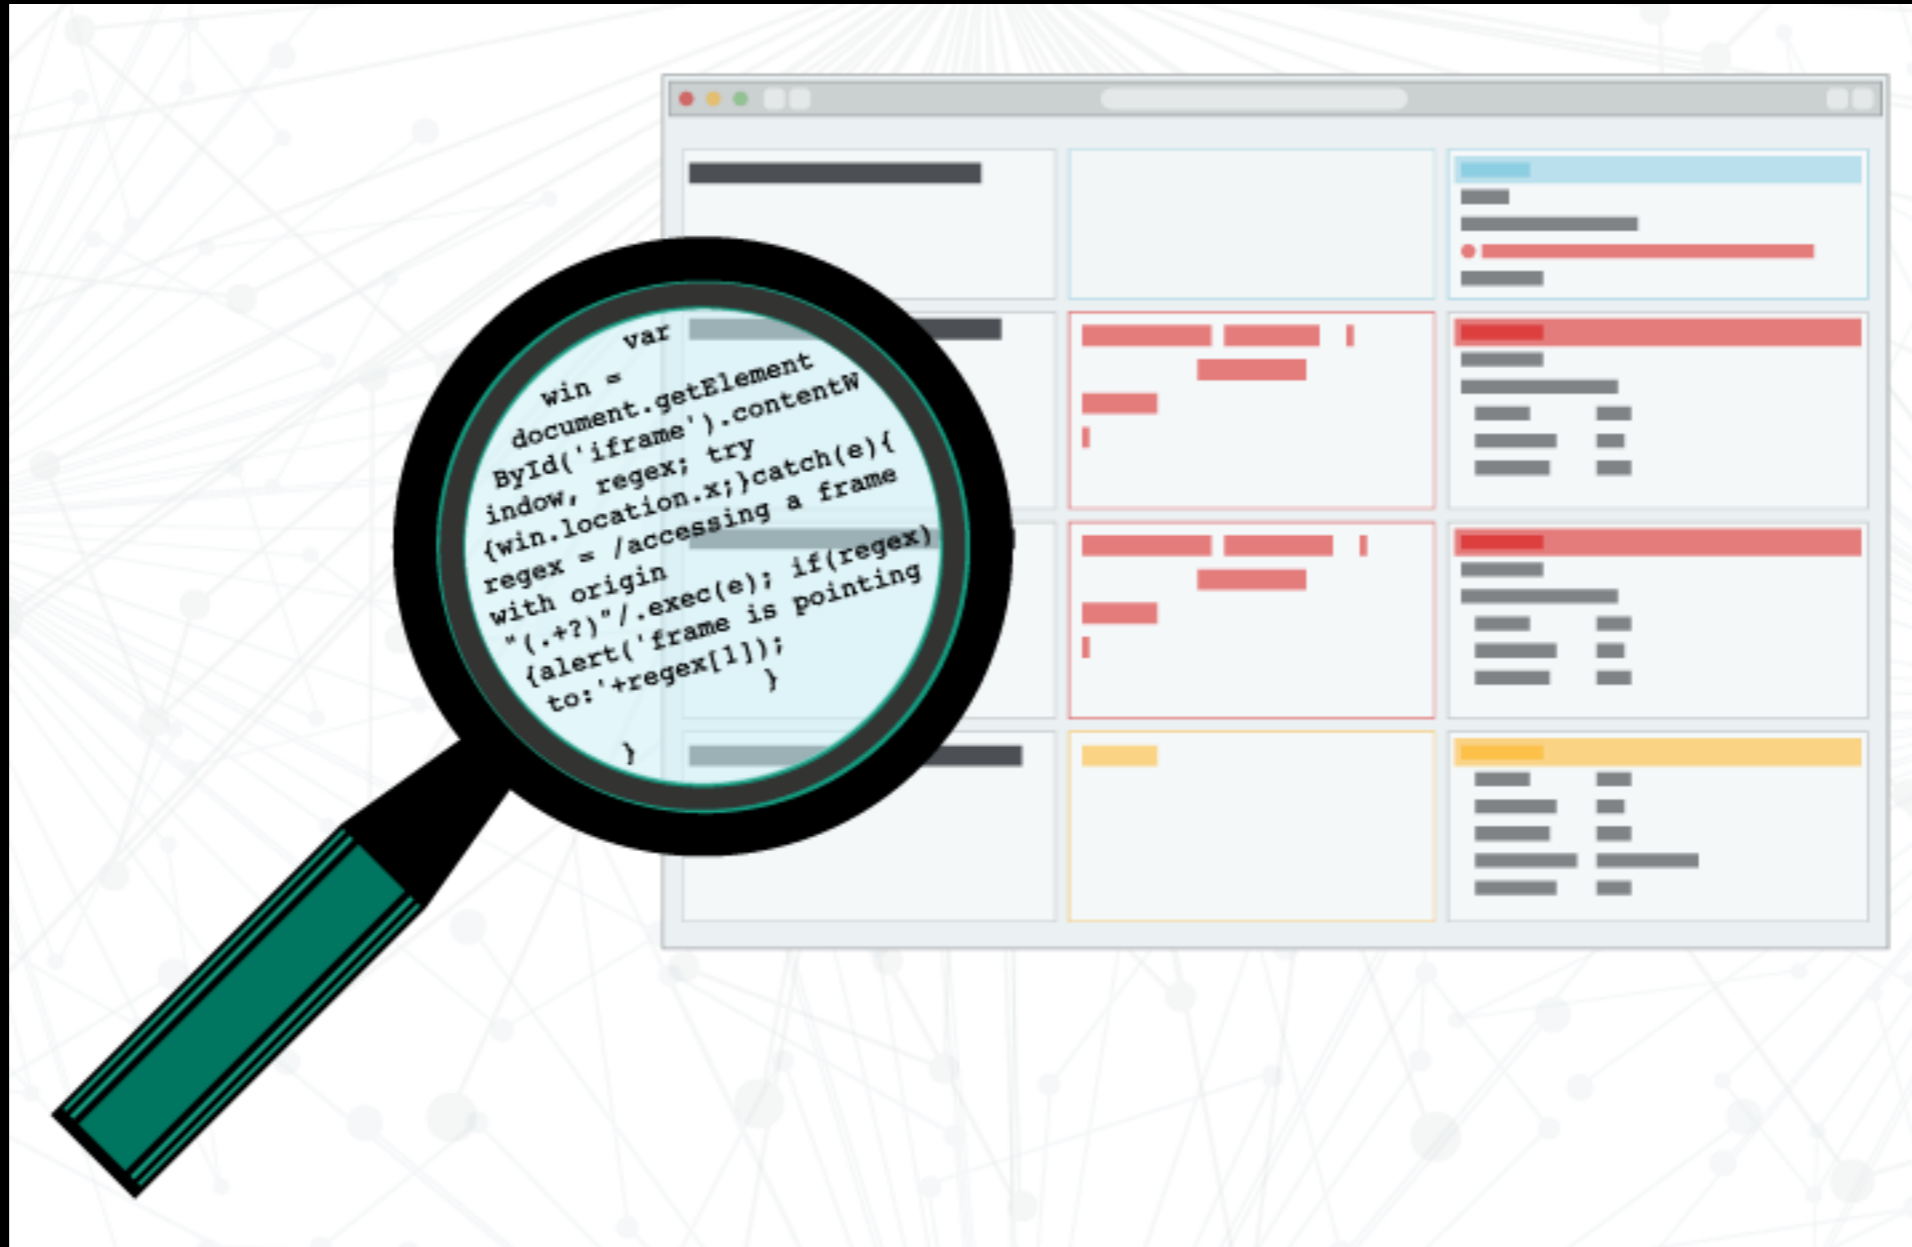 var
win =
document.getElement
ById('iframe').contentW
indow, regex; try
{win.location.x;}catch(e){
regex = /accessing a frame
with origin
"(.+?)"/.exec(e); if(regex)
{alert('frame is pointing
to:'+regex[1]);
}
}